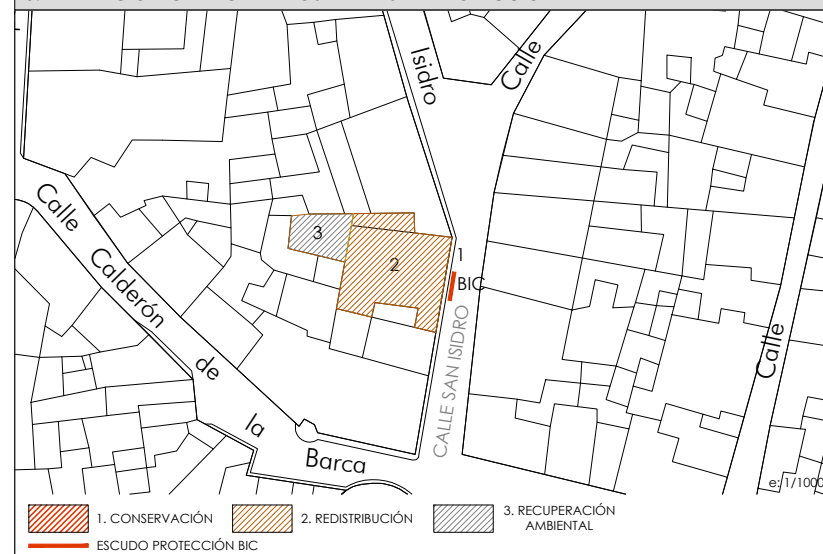 Isidro
Calle
Calle
Calderón
de
la
Barca
3
2
1
BIC
CALLE SAN ISIDRO
Calle
e: 1/1000
1. CONSERVACIÓN
2. REDISTRIBUCIÓN
3. RECUPERACIÓN
AMBIENTAL
ESCUDO PROTECCIÓN BIC